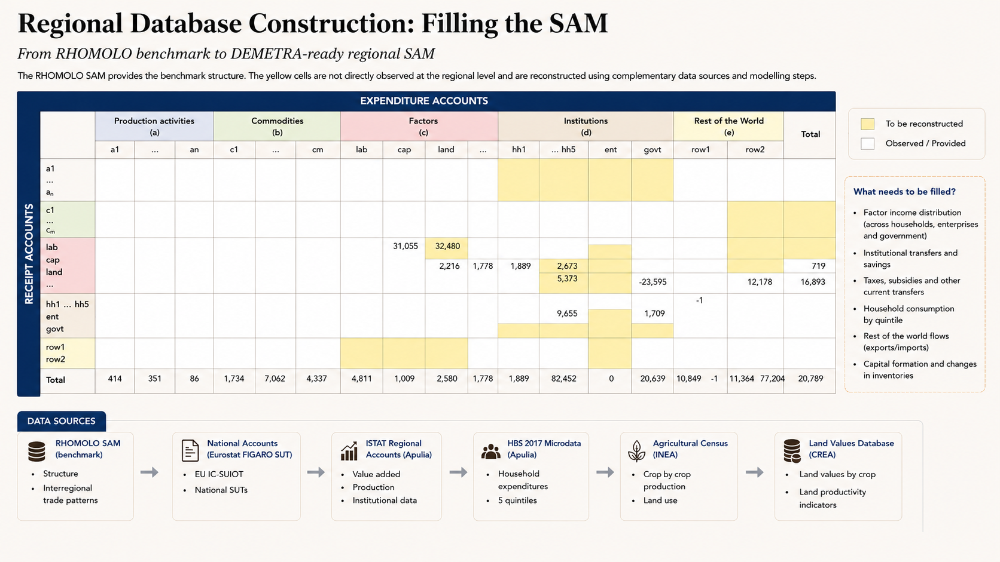 Regional Database Construction: Filling the SAM
From RHOMOLO benchmark to DEMETRA-ready regional SAM
The RHOMOLO SAM provides the benchmark structure. The yellow cells are not directly observed at the regional level and are reconstructed using complementary data sources and modelling steps.
EXPENDITURE ACCOUNTS
RECEIPT ACCOUNTS
Production activities (a)
Commodities (b)
Factors (c)
Institutions (d)
Rest of the World (e)
Total
a1 ... an c1 ... cm lab cap land ... hh1 ... hh5 ent govt row1 row2
a1
...
aₙ
c1
...
cₘ
lab 31,055 32,480
cap 2,216 1,778 1,889 2,673 719
land 5,373 -23,595 12,178 16,893
...
hh1 ... hh5 -1
ent 9,655 1,709
govt
row1
row2
Total 414 351 86 1,734 7,062 4,337 4,811 1,009 2,580 1,778 1,889 82,452 0 20,639 10,849 -1 11,364 77,204 20,789
To be reconstructed
Observed / Provided
What needs to be filled?
• Factor income distribution
(across households, enterprises
and government)
• Institutional transfers and
savings
• Taxes, subsidies and other
current transfers
• Household consumption
by quintile
• Rest of the world flows
(exports/imports)
• Capital formation and changes
in inventories
DATA SOURCES
RHOMOLO SAM
(benchmark)
• Structure
• Interregional
trade patterns
National Accounts
(Eurostat FIGARO SUT)
• EU IC-SUIOT
• National SUTs
ISTAT Regional
Accounts (Apulia)
• Value added
• Production
• Institutional data
HBS 2017 Microdata
(Apulia)
• Household
expenditures
• 5 quintiles
Agricultural Census
(INEA)
• Crop by crop
production
• Land use
Land Values Database
(CREA)
• Land values by crop
• Land productivity
indicators